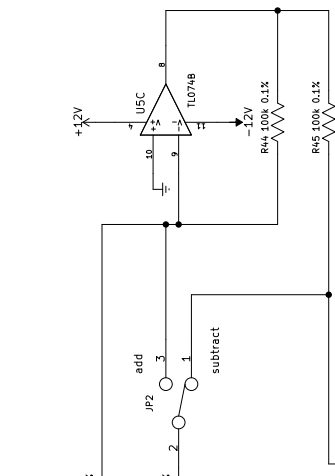 8
U5C
TL074B
+12V
4
V+
V-
11
-12V
+
-
10
9
R44 100k 0.1%
R45 100k 0.1%
add
3
1
subtract
JP2
2